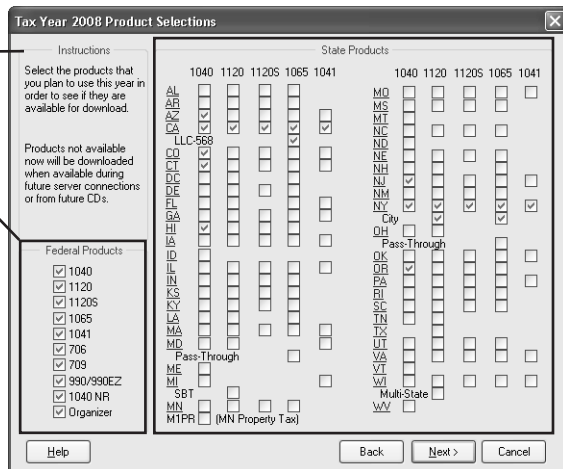 Tax Year 2008 Product Selections
Instructions
Select the products that
you plan to use this year in
order to see if they are
available for download.
Products not available
now will be downloaded
when available during
future server connections
or from future CDs.
Federal Products
1040
1120
1120S
1065
1041
706
709
990/990EZ
1040 NR
Organizer
State Products
1040 1120 1120S 1065 1041
AL
AR
AZ
CA
LLC-568
CO
CT
DC
DE
FL
GA
HI
IA
ID
IL
IN
KS
KY
LA
MA
MD
Pass-Through
ME
MI
SBT
MN
M1PR (MN Property Tax)
1040 1120 1120S 1065 1041
MO
MS
MT
NC
ND
NE
NH
NJ
NM
NY
City
OH
Pass-Through
OK
OR
PA
RI
SC
TN
TX
UT
VA
VT
WI
Multi-State
WV
Help
Back
Next >
Cancel